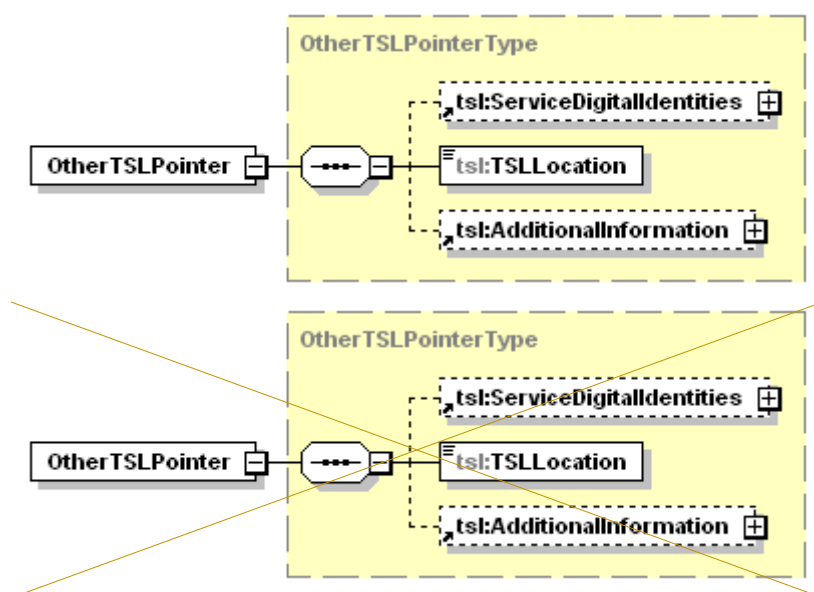 OtherTSLPointerType
tsl:ServiceDigitalIdentities
OtherTSLPointer
tsl:TSLLocation
tsl:AdditionalInformation
OtherTSLPointerType
tsl:ServiceDigitalIdentities
OtherTSLPointer
tsl:TSLLocation
tsl:AdditionalInformation